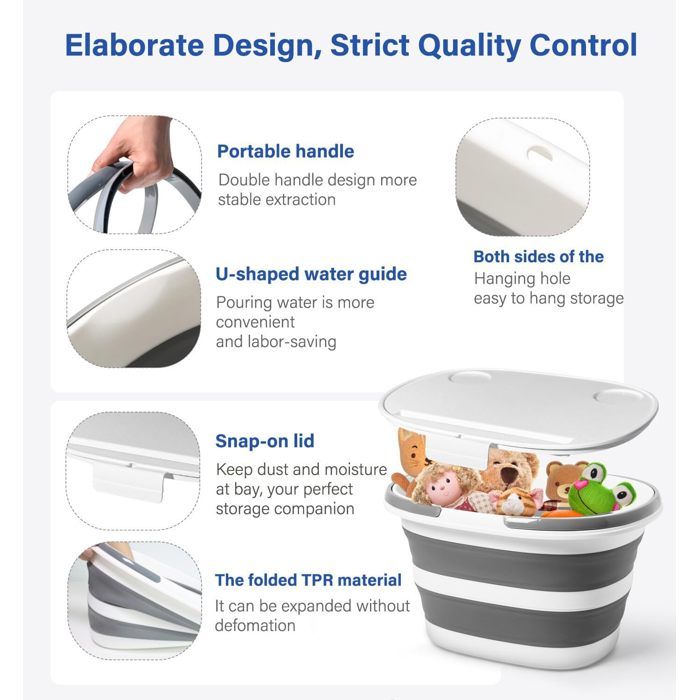 Elaborate Design, Strict Quality Control
Portable handle
Double handle design more
stable extraction
Both sides of the
Hanging hole
easy to hang storage
U-shaped water guide
Pouring water is more
convenient
and labor-saving
Snap-on lid
Keep dust and moisture
at bay, your perfect
storage companion
The folded TPR material
It can be expanded without
defomation